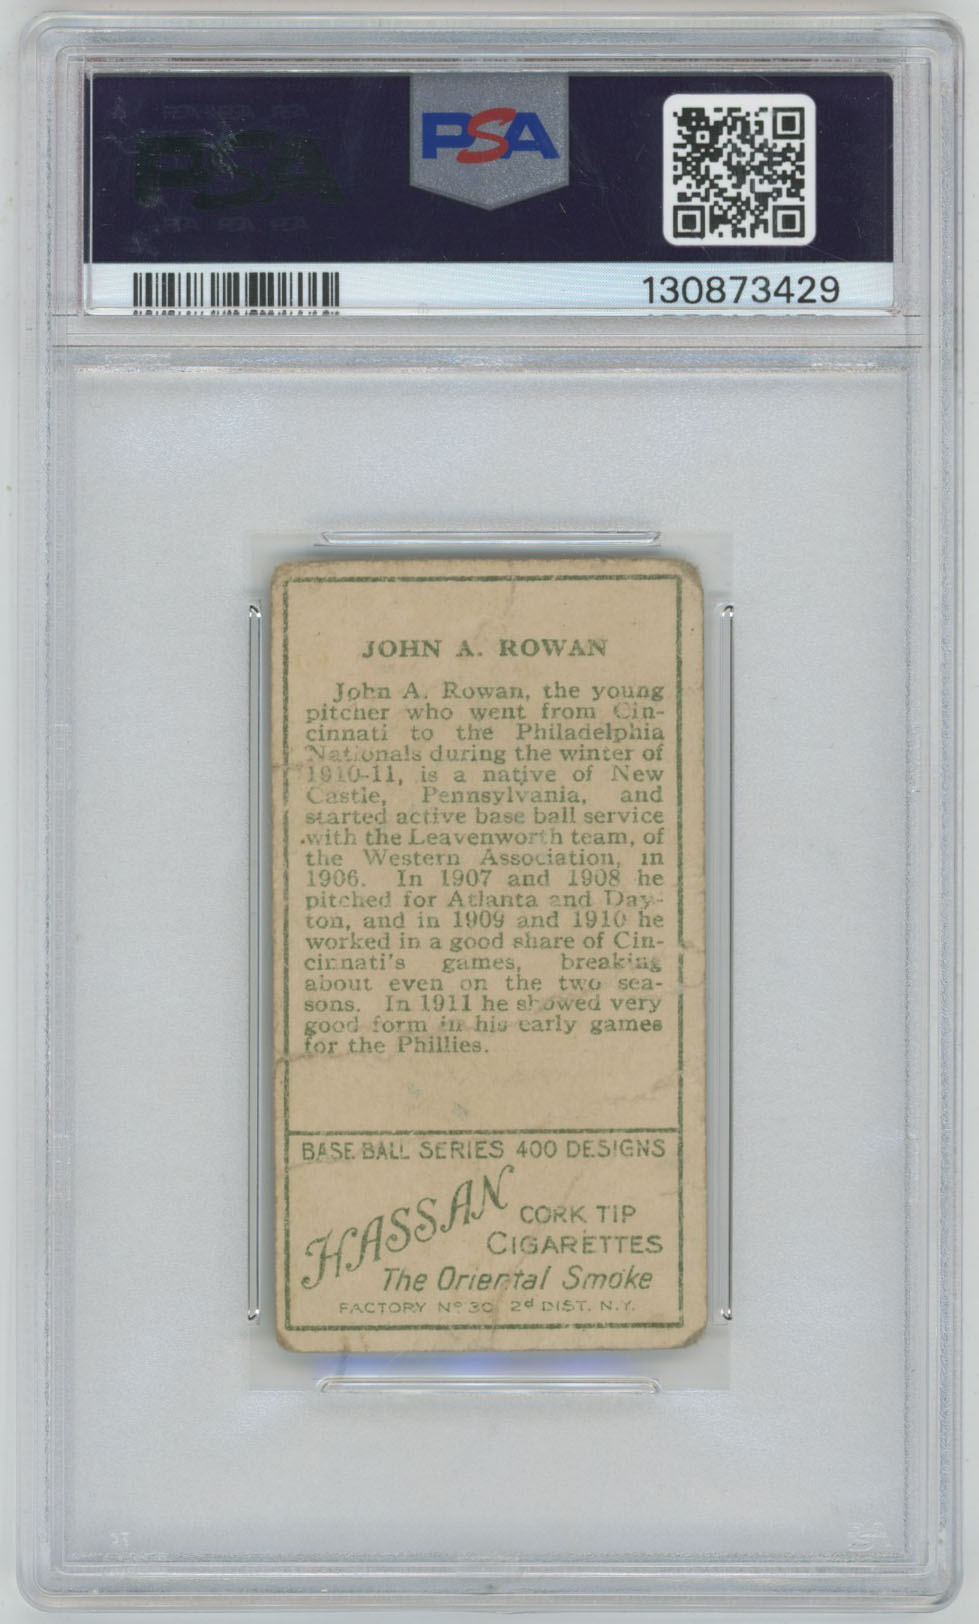 PSA
PSA
130873429
JOHN A. ROWAN
John A. Rowan, the young
pitcher who went from Cin-
cinnati to the Philadelphia
Nationals during the winter of
1910-11, is a native of New
Castle, Pennsylvania, and
started active base ball service
with the Leavenworth team, of
the Western Association, in
1906. In 1907 and 1908 he
pitched for Atlanta and Day-
ton, and in 1909 and 1910 he
worked in a good share of Cin-
cinnati's games, breaking
about even on the two sea-
sons. In 1911 he showed very
good form in his early games
for the Phillies.
BASE BALL SERIES 400 DESIGNS
HASSAN CORK TIP
CIGARETTES
The Oriental Smoke
FACTORY Nº 30 2d DIST. N.Y.